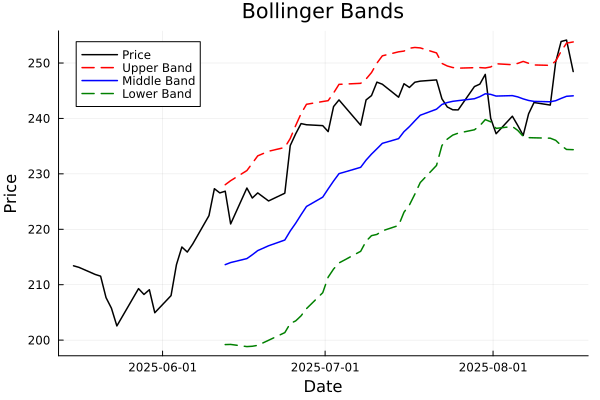 Bollinger Bands
Price
Upper Band
Middle Band
Lower Band
250
240
230
220
210
200
Price
2025-06-01
2025-07-01
2025-08-01
Date